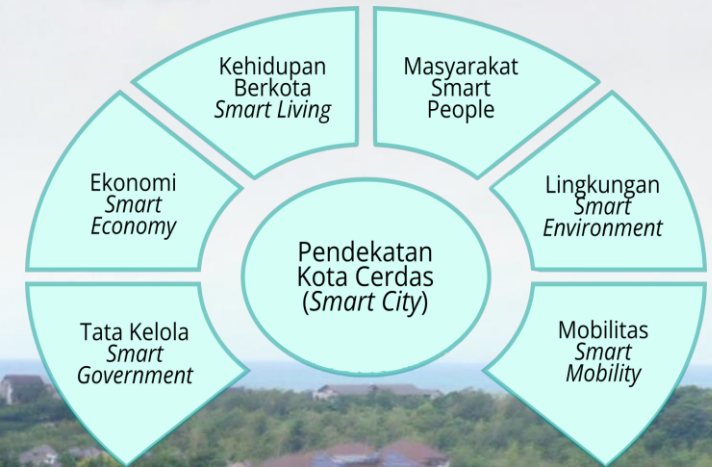 Kehidupan
Berkota
Smart Living
Masyarakat
Smart
People
Ekonomi
Smart
Economy
Lingkungan
Smart
Environment
Pendekatan
Kota Cerdas
(Smart City)
Tata Kelola
Smart
Government
Mobilitas
Smart
Mobility